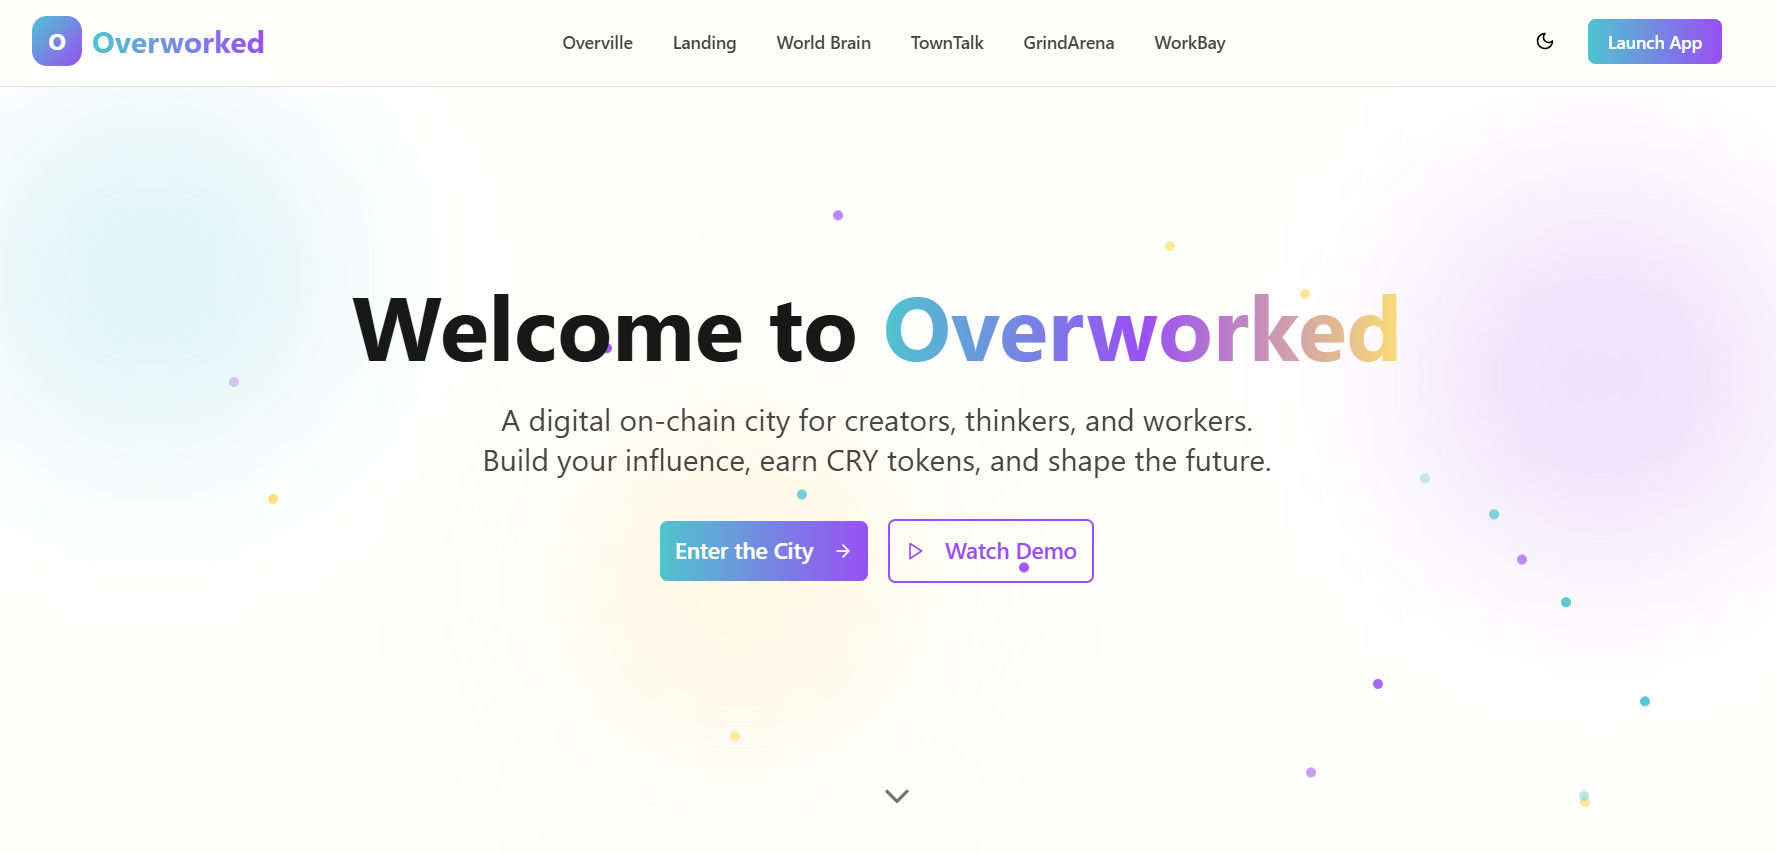 O Overworked
Overville Landing World Brain TownTalk GrindArena WorkBay
Launch App
Welcome to Overworked
A digital on-chain city for creators, thinkers, and workers.
Build your influence, earn CRY tokens, and shape the future.
Enter the City
Watch Demo